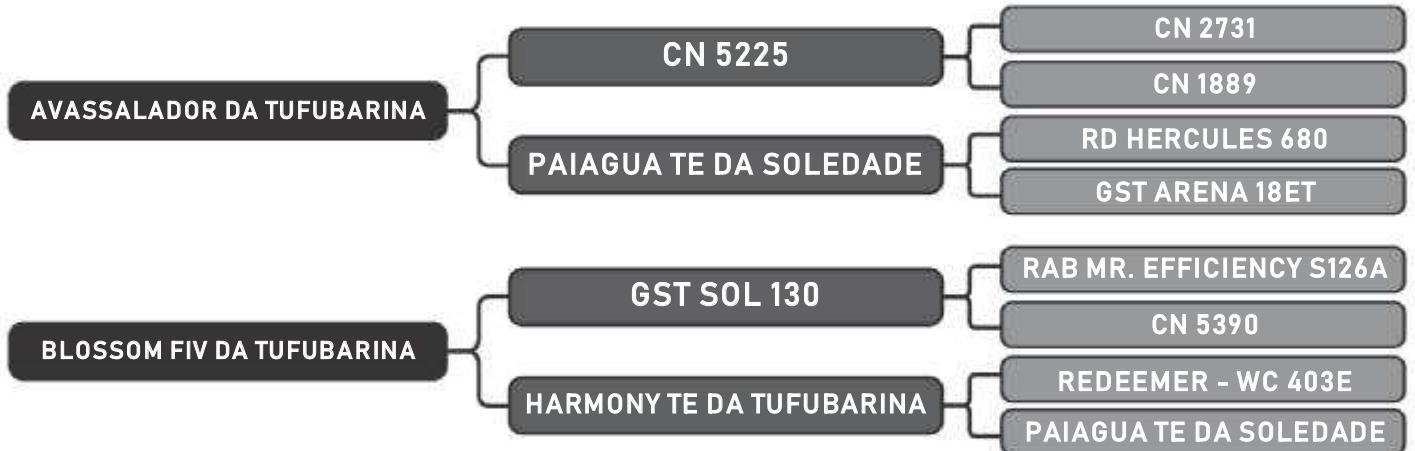 AVASSALADOR DA TUFUBARINA
CN 5225
PAIAGUA TE DA SOLEDADE
CN 2731
CN 1889
RD HERCULES 680
GST ARENA 18ET
BLOSSOM FIV DA TUFUBARINA
GST SOL 130
HARMONY TE DA TUFUBARINA
RAB MR. EFFICIENCY S126A
CN 5390
REDEEMER - WC 403E
PAIAGUA TE DA SOLEDADE